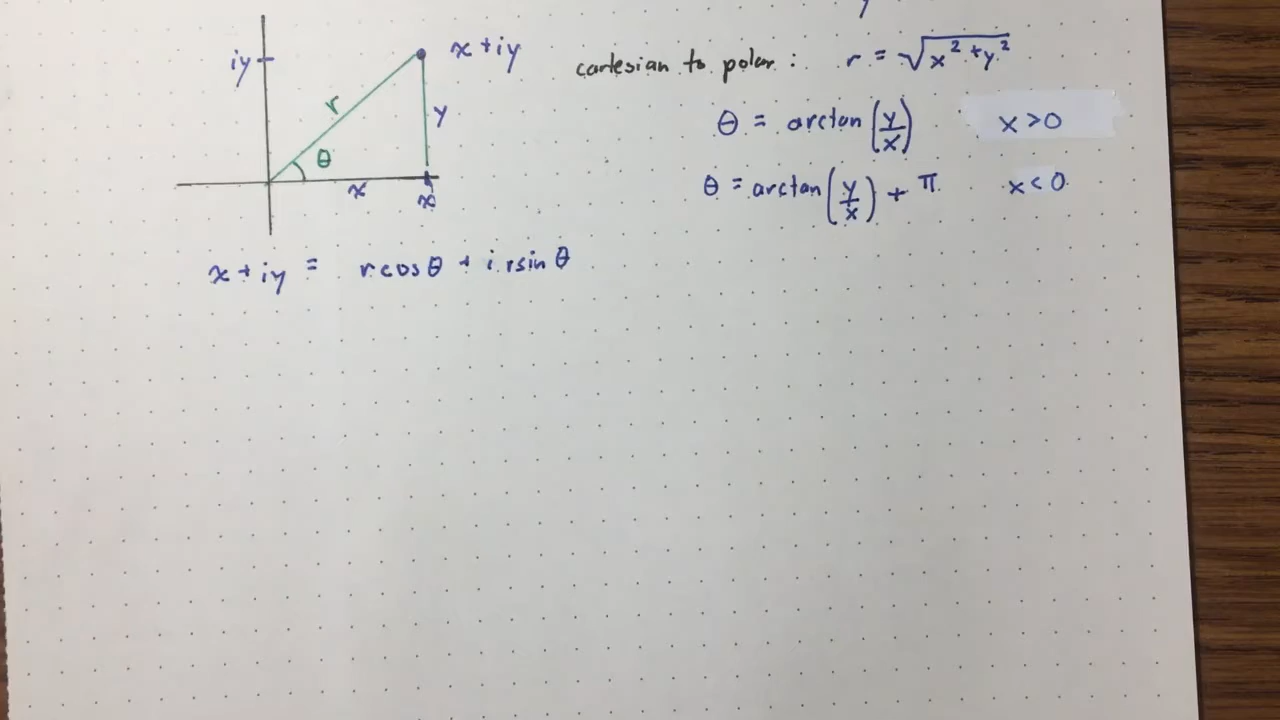 iy
x + iy
r
θ
y
x
x
cartesian to polar : r = √(x² + y²)
θ = arctan(y/x) x > 0
θ = arctan(y/x) + π x < 0
x + iy = r cos θ + i r sin θ